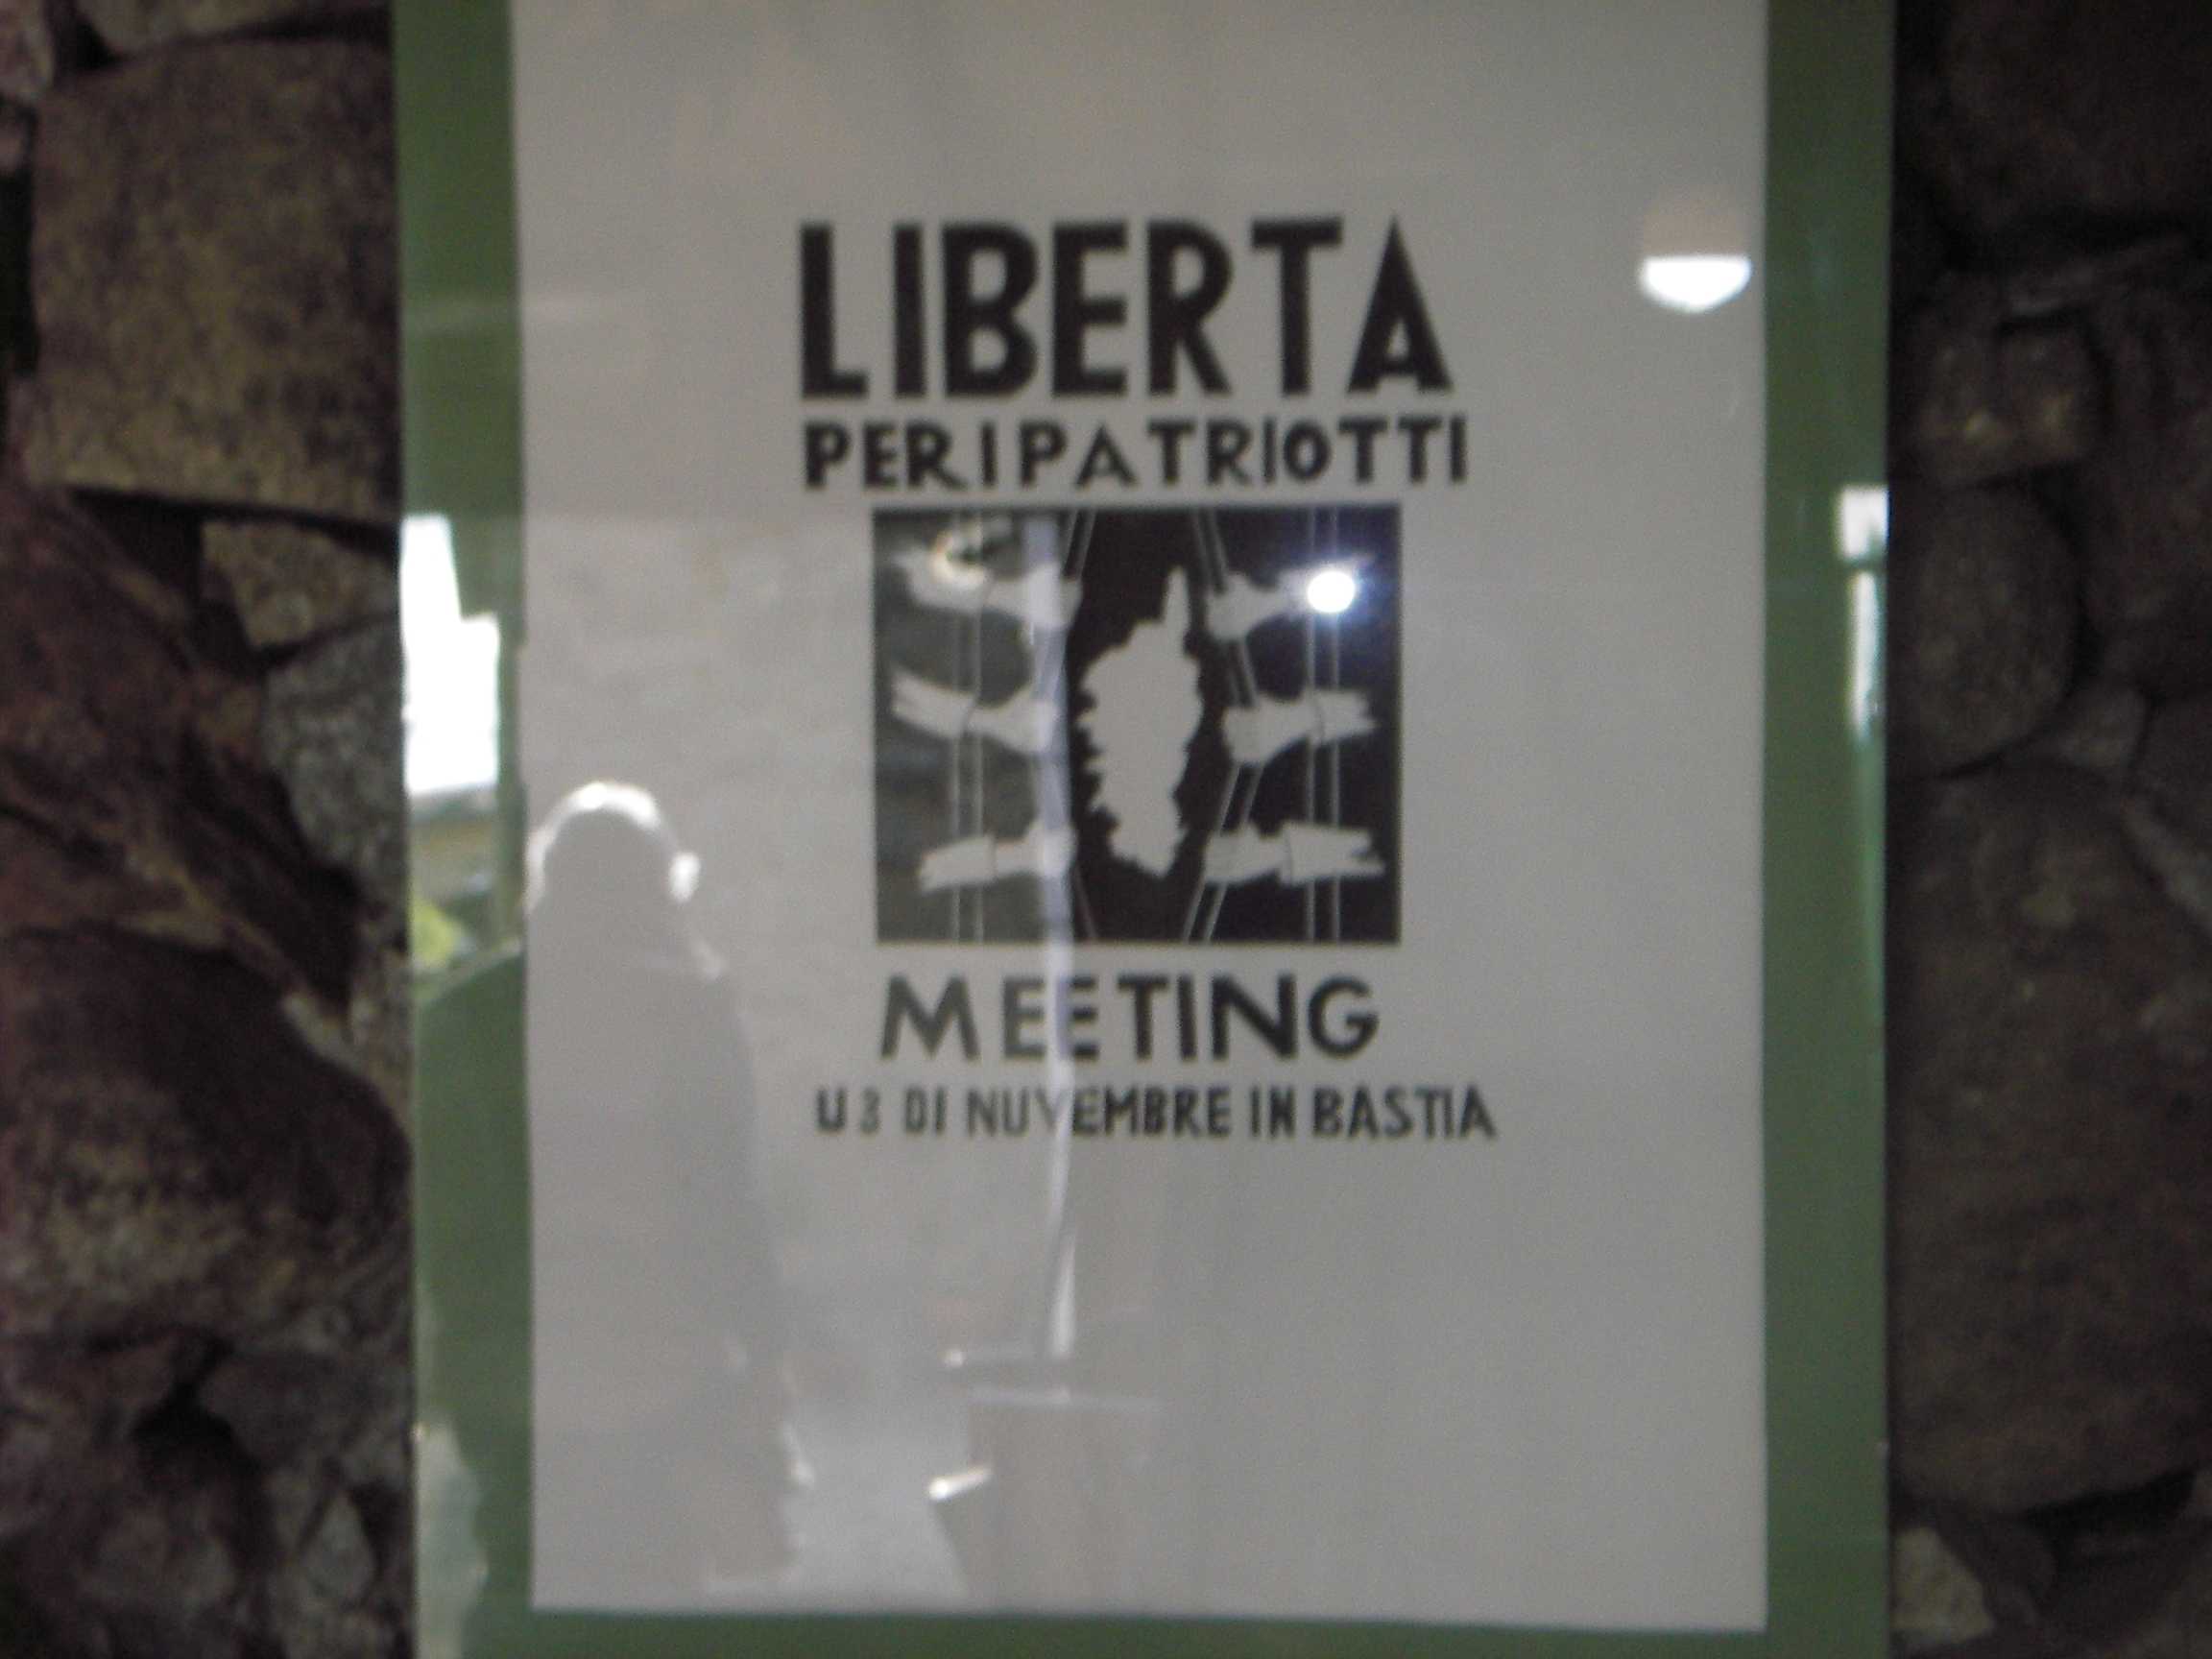 LIBERTA
PER I PATRIOTTI
MEETING
U 3 DI NUVEMBRE IN BASTIA